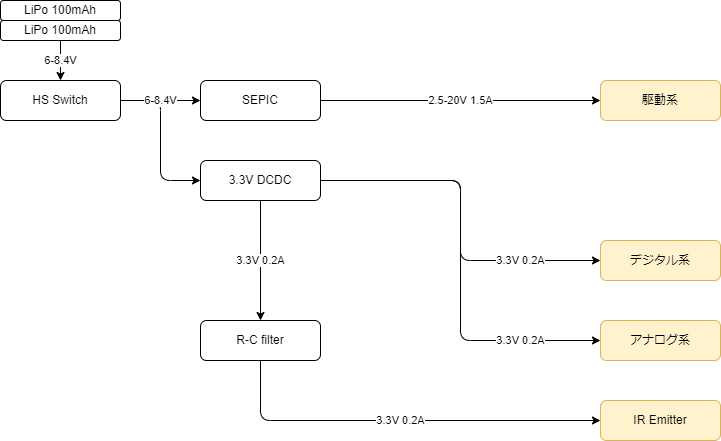 LiPo 100mAh
LiPo 100mAh
6-8.4V
HS Switch
6-8.4V
SEPIC
2.5-20V 1.5A
駆動系
3.3V DCDC
3.3V 0.2A
3.3V 0.2A
デジタル系
R-C filter
3.3V 0.2A
アナログ系
3.3V 0.2A
IR Emitter